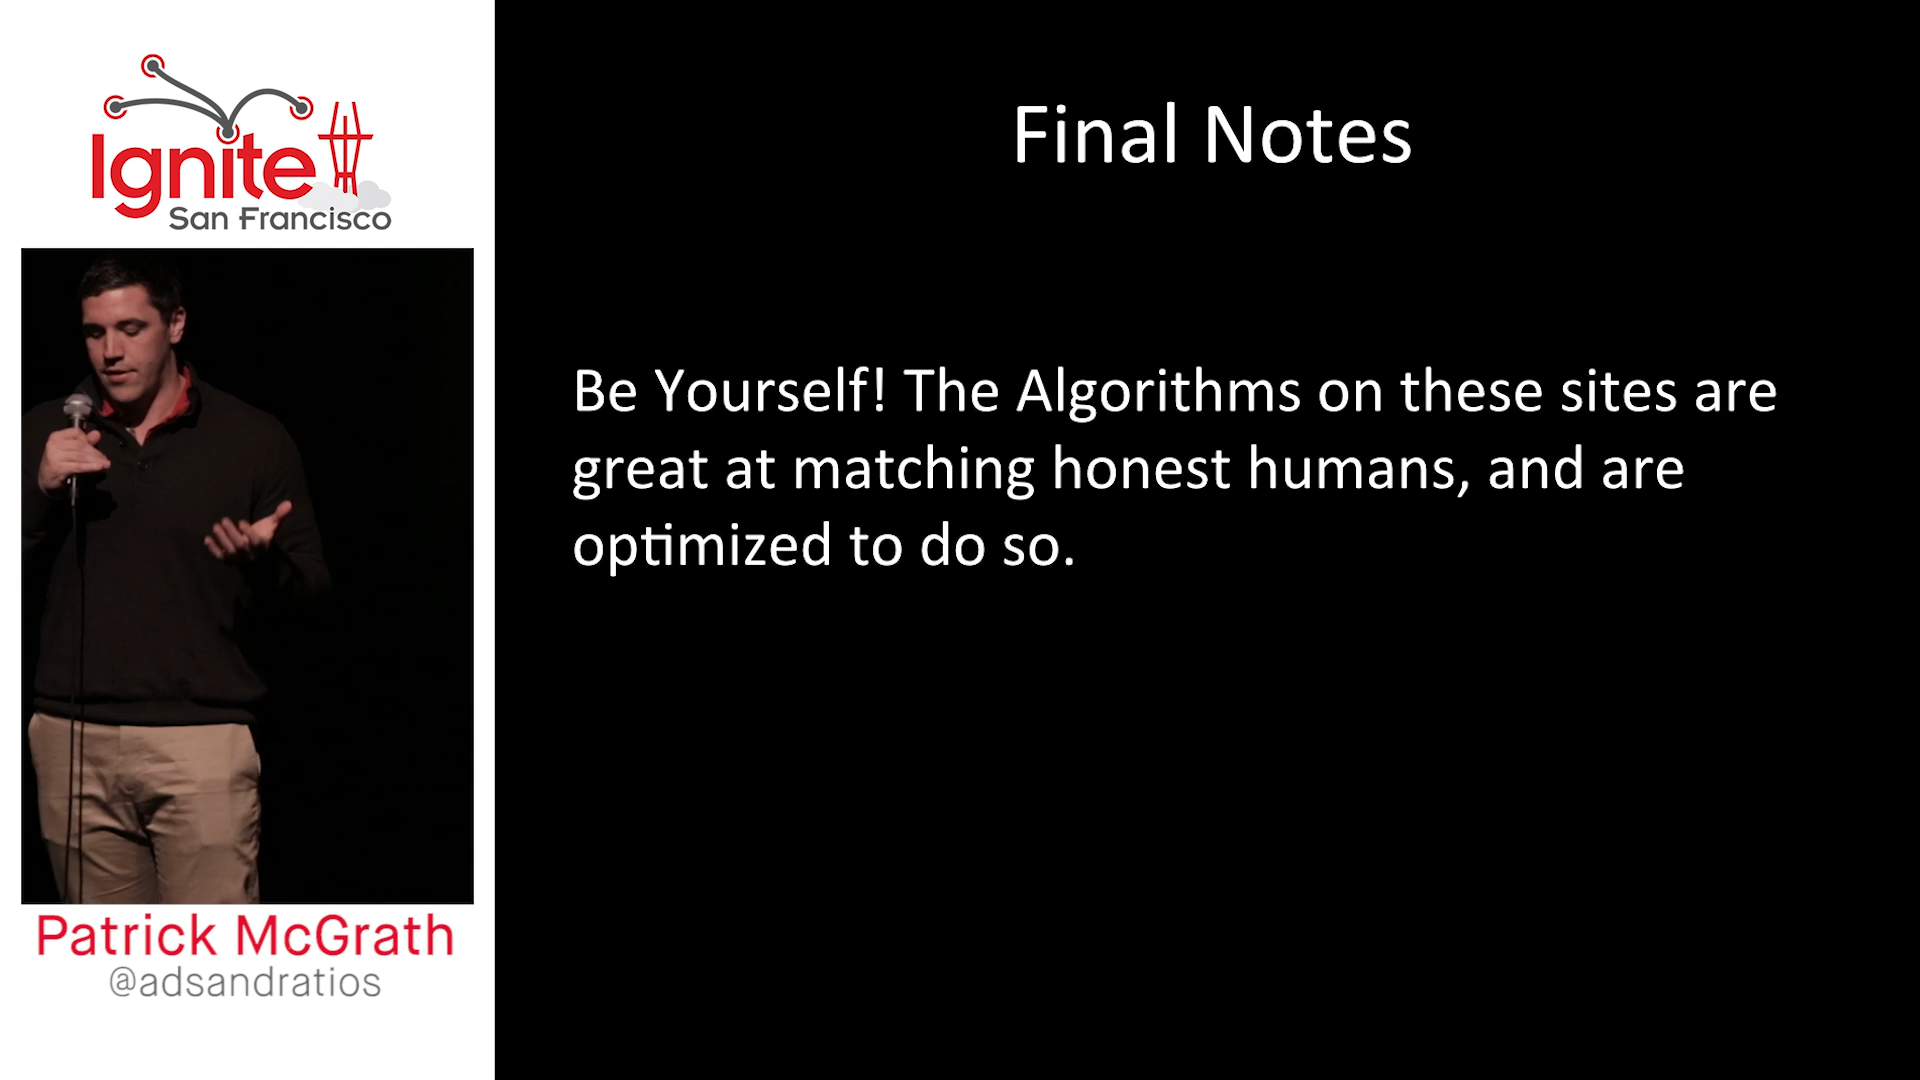 Ignite
San Francisco
Patrick McGrath
@adsandratios
Final Notes
Be Yourself! The Algorithms on these sites are
great at matching honest humans, and are
optimized to do so.